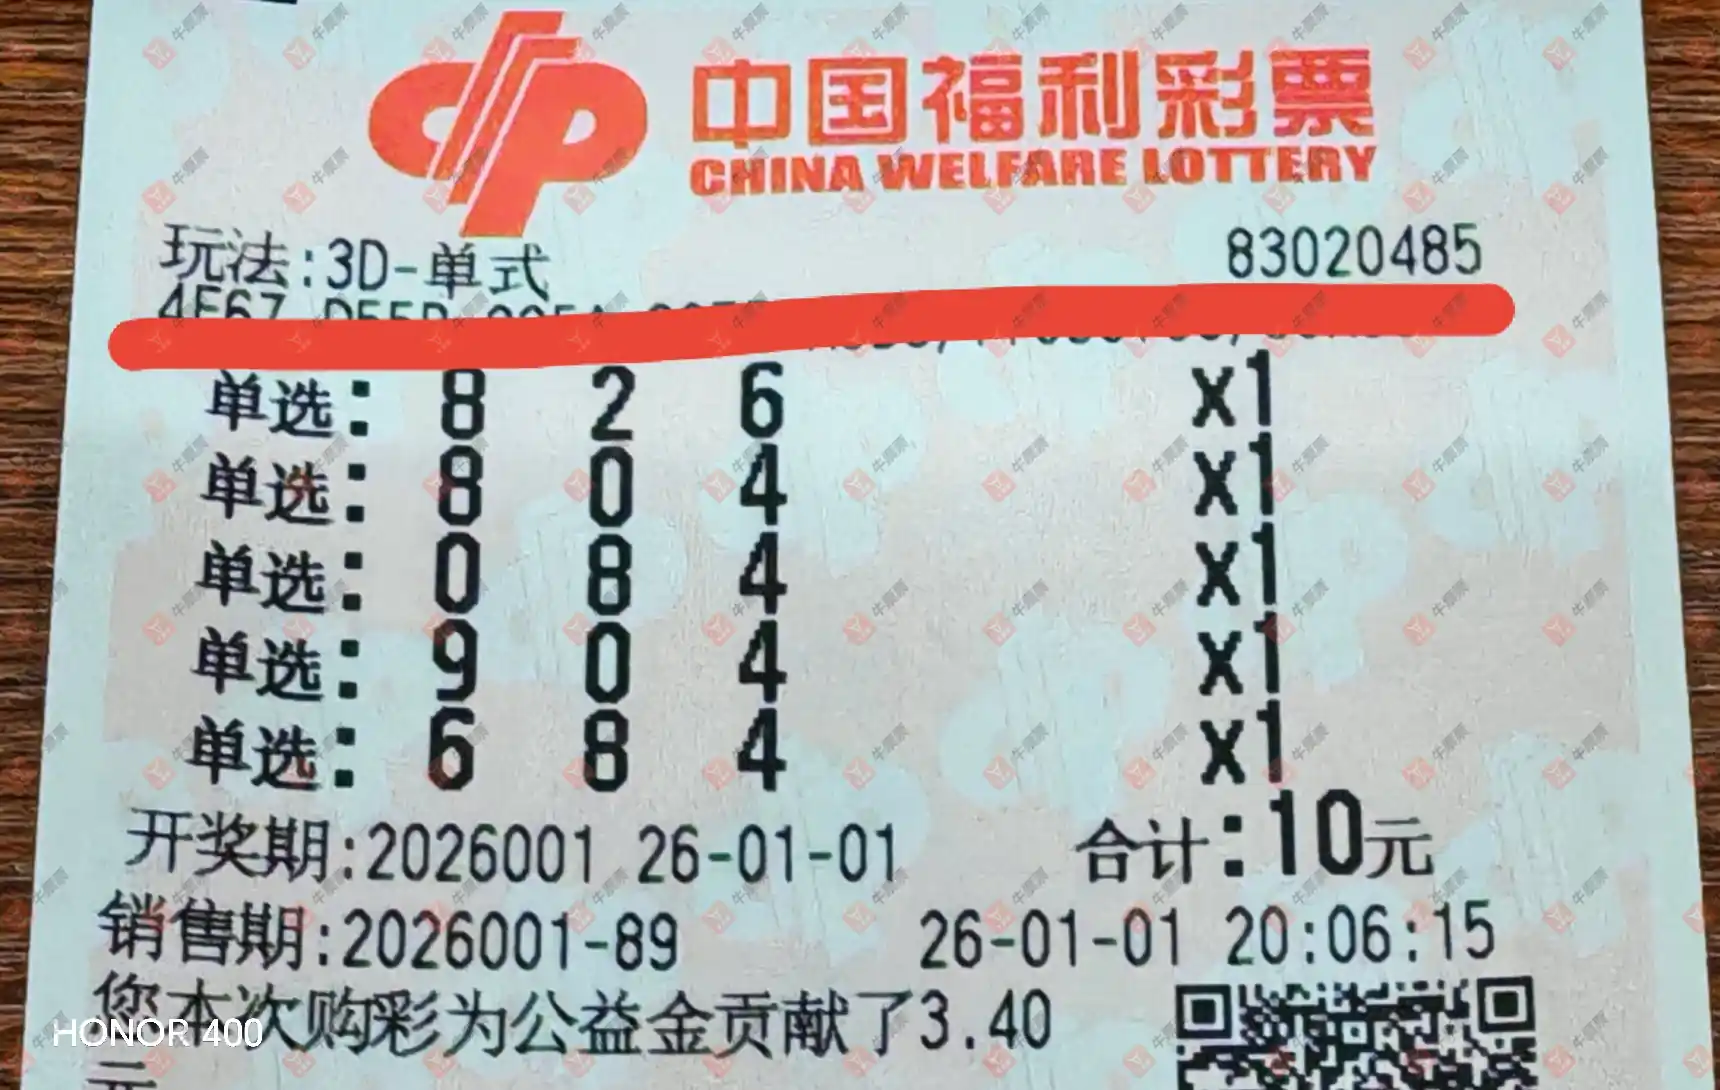 中国福利彩票
CHINA WELFARE LOTTERY
玩法:3D-单式 83020485
单选: 8 2 6 x1
单选: 8 0 4 x1
单选: 0 8 4 x1
单选: 9 0 4 x1
单选: 6 8 4 x1
开奖期:2026001 26-01-01 合计:10元
销售期:2026001-89 26-01-01 20:06:15
您本次购彩为公益金贡献了3.40
元
HONOR 400